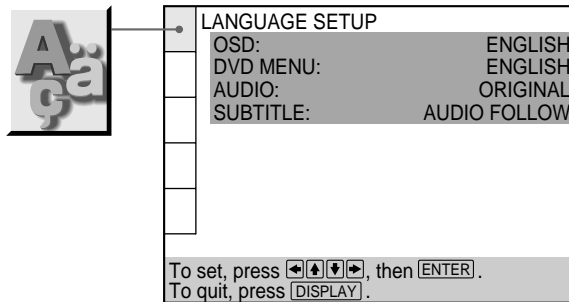 Aäç
LANGUAGE SETUP
OSD: ENGLISH
DVD MENU: ENGLISH
AUDIO: ORIGINAL
SUBTITLE: AUDIO FOLLOW
To set, press ←↑↓→, then ENTER.
To quit, press DISPLAY.